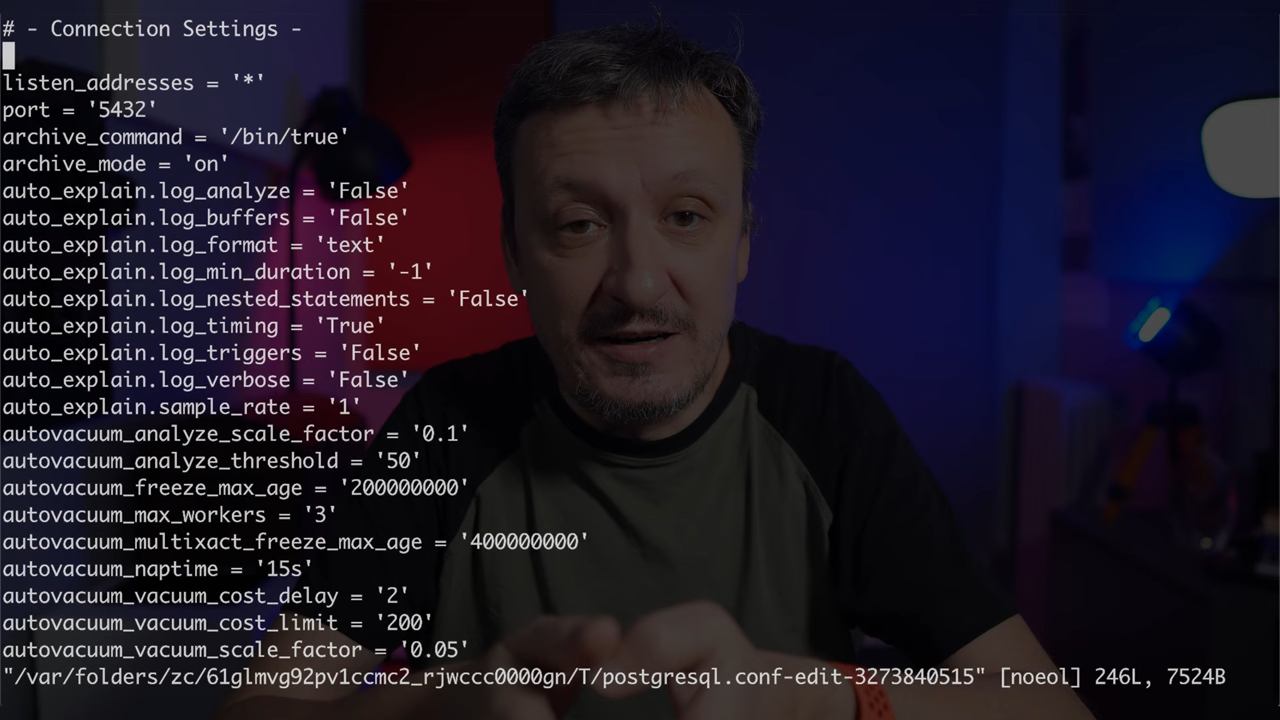 # - Connection Settings -
listen_addresses = '*'
port = '5432'
archive_command = '/bin/true'
archive_mode = 'on'
auto_explain.log_analyze = 'False'
auto_explain.log_buffers = 'False'
auto_explain.log_format = 'text'
auto_explain.log_min_duration = '-1'
auto_explain.log_nested_statements = 'False'
auto_explain.log_timing = 'True'
auto_explain.log_triggers = 'False'
auto_explain.log_verbose = 'False'
auto_explain.sample_rate = '1'
autovacuum_analyze_scale_factor = '0.1'
autovacuum_analyze_threshold = '50'
autovacuum_freeze_max_age = '200000000'
autovacuum_max_workers = '3'
autovacuum_multixact_freeze_max_age = '400000000'
autovacuum_naptime = '15s'
autovacuum_vacuum_cost_delay = '2'
autovacuum_vacuum_cost_limit = '200'
autovacuum_vacuum_scale_factor = '0.05'
"/var/folders/zc/61glmvg92pv1ccmc2_rjwccc0000gn/T/postgresql.conf-edit-3273840515" [noeol] 246L, 7524B